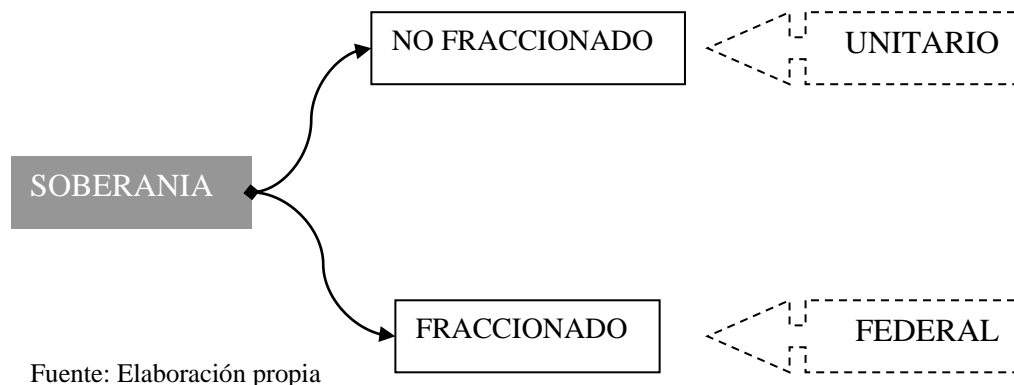 NO FRACCIONADO
UNITARIO
SOBERANIA
FRACCIONADO
FEDERAL
Fuente: Elaboración propia